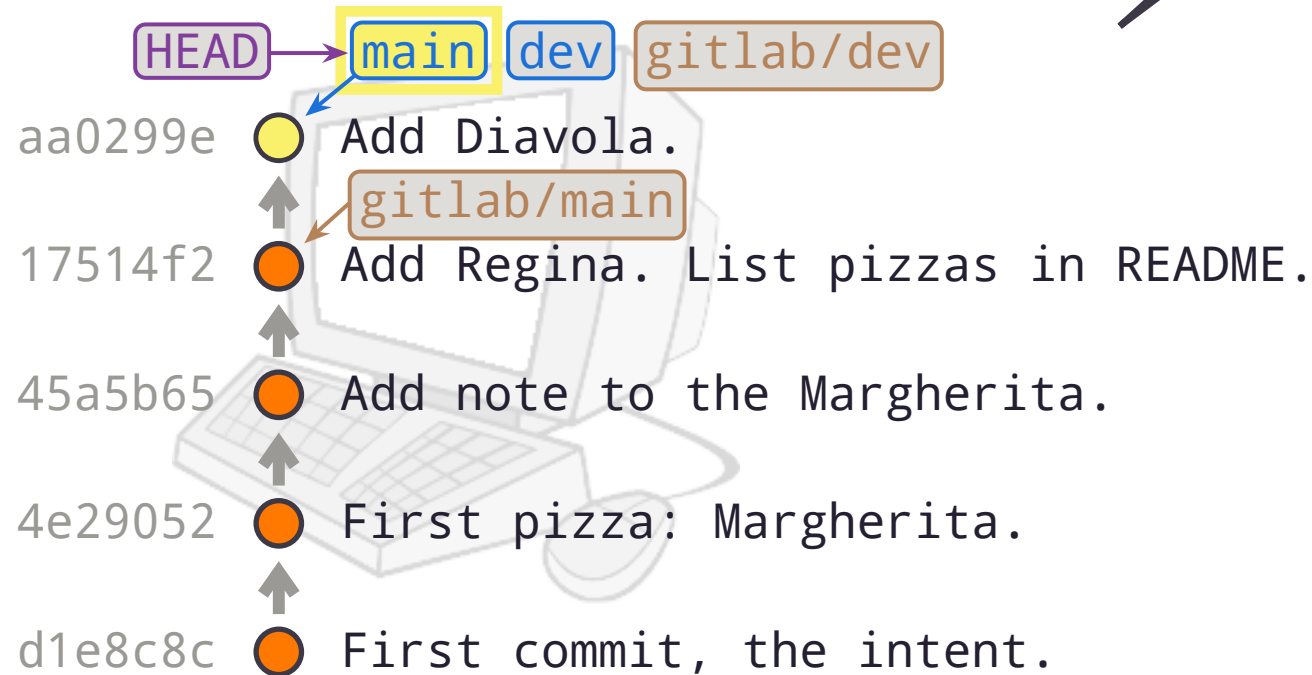 HEAD main dev gitlab/dev
aa0299e Add Diavola.
gitlab/main
17514f2 Add Regina. List pizzas in README.
45a5b65 Add note to the Margherita.
4e29052 First pizza: Margherita.
d1e8c8c First commit, the intent.